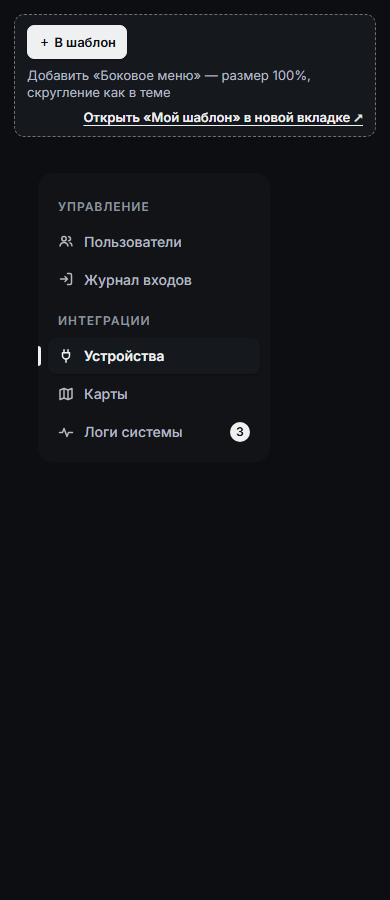 + В шаблон
Добавить «Боковое меню» — размер 100%,
скругление как в теме
Открыть «Мой шаблон» в новой вкладке ↗
УПРАВЛЕНИЕ
Пользователи
Журнал входов
ИНТЕГРАЦИИ
Устройства
Карты
Логи системы 3